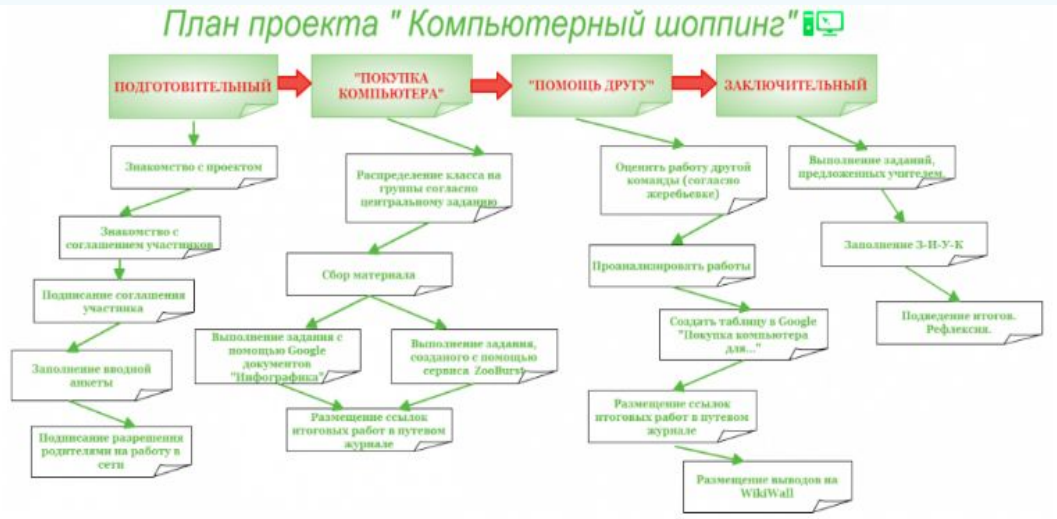 План проекта " Компьютерный шоппинг"
ПОДГОТОВИТЕЛЬНЫЙ
"ПОКУПКА
КОМПЬЮТЕРА"
"ПОМОЩЬ ДРУГУ"
ЗАКЛЮЧИТЕЛЬНЫЙ
Знакомство с проектом
Знакомство с
соглашением участников
Подписание соглашения
участника
Заполнение вводной
анкеты
Подписание разрешения
родителями на работу в
сети
Распределение класса на
группы согласно
центральному заданию
Сбор материала
Выполнение задания с
помощью Google
документов
"Инфографика"
Выполнение задания,
созданого с помощью
сервиса ZooBurst
Размещение ссылок
итоговых работ в путевом
журнале
Оценить работу другой
команды (согласно
жеребьевке)
Проанализировать работы
Создать таблицу в Google
"Покупка компьютера
для..."
Размещение ссылок
итоговых работ в путевом
журнале
Размещение выводов на
WikiWall
Выполнение заданий,
предложенных учителем
Заполнение З-И-У-К
Подведение итогов.
Рефлексия.